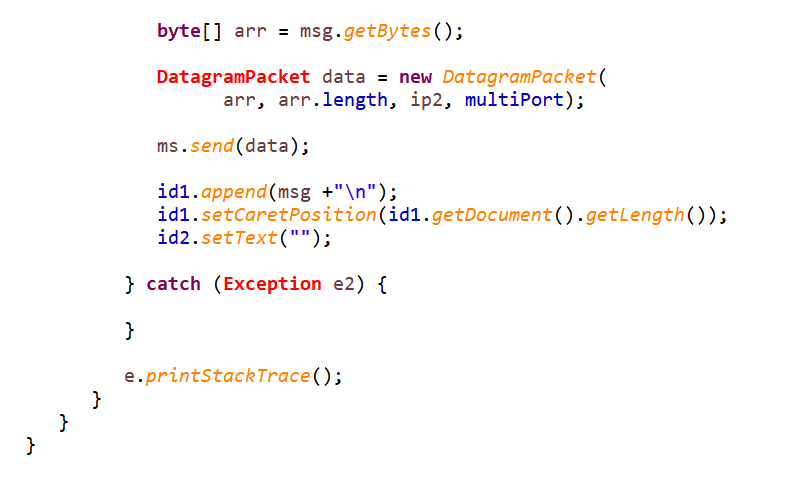 byte[] arr = msg.getBytes();
DatagramPacket data = new DatagramPacket(
arr, arr.length, ip2, multiPort);
ms.send(data);
id1.append(msg +"\n");
id1.setCaretPosition(id1.getDocument().getLength());
id2.setText("");
} catch (Exception e2) {
}
e.printStackTrace();
}
}
}